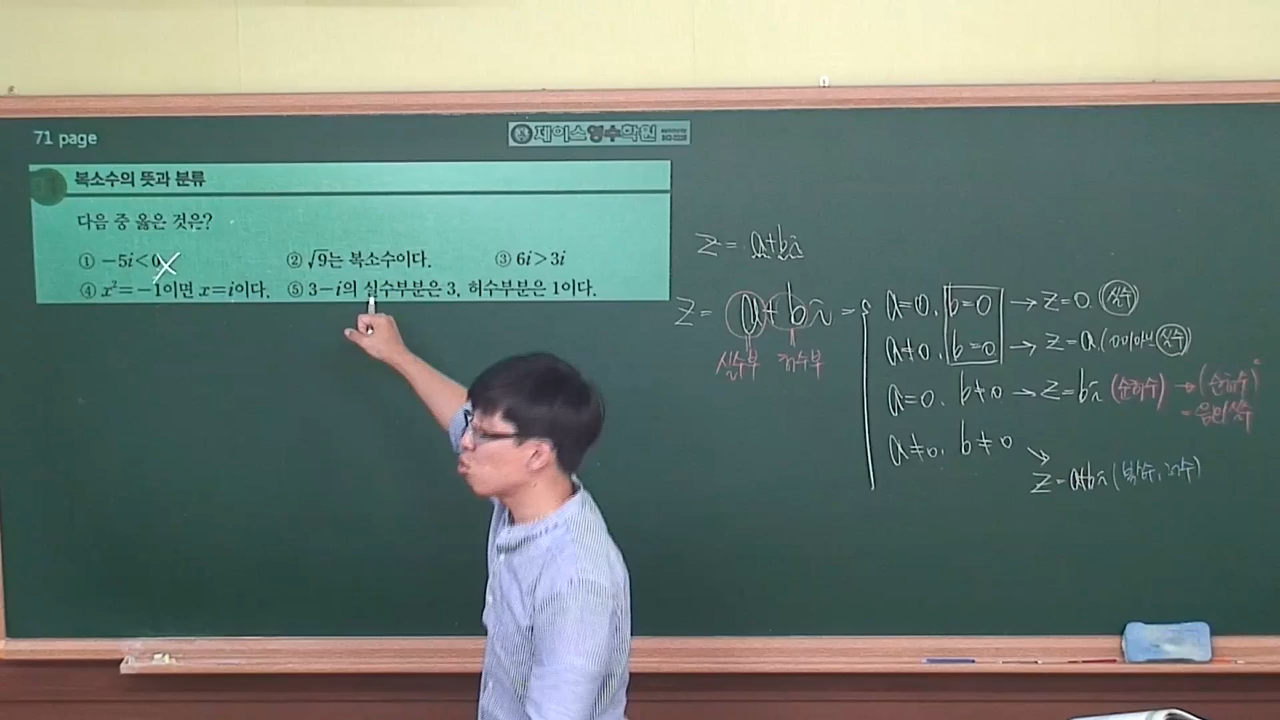 71 page
제이스영수학원
복소수의 뜻과 분류
다음 중 옳은 것은?
① −5i<0 ② √9는 복소수이다. ③ 6i>3i
④ x²=−1이면 x=i이다. ⑤ 3−i의 실수부분은 3, 허수부분은 1이다.
Z = a+bi
Z = a+bi =
실수부 허수부
a=0, b=0 → Z=0. 실수
a≠0, b=0 → Z=a. (0이아닌 실수)
a=0. b≠0 → Z=bi (순허수) → (순허수)²
= 음의실수
a≠0, b≠0 →
Z=a+bi (복소수, 허수)